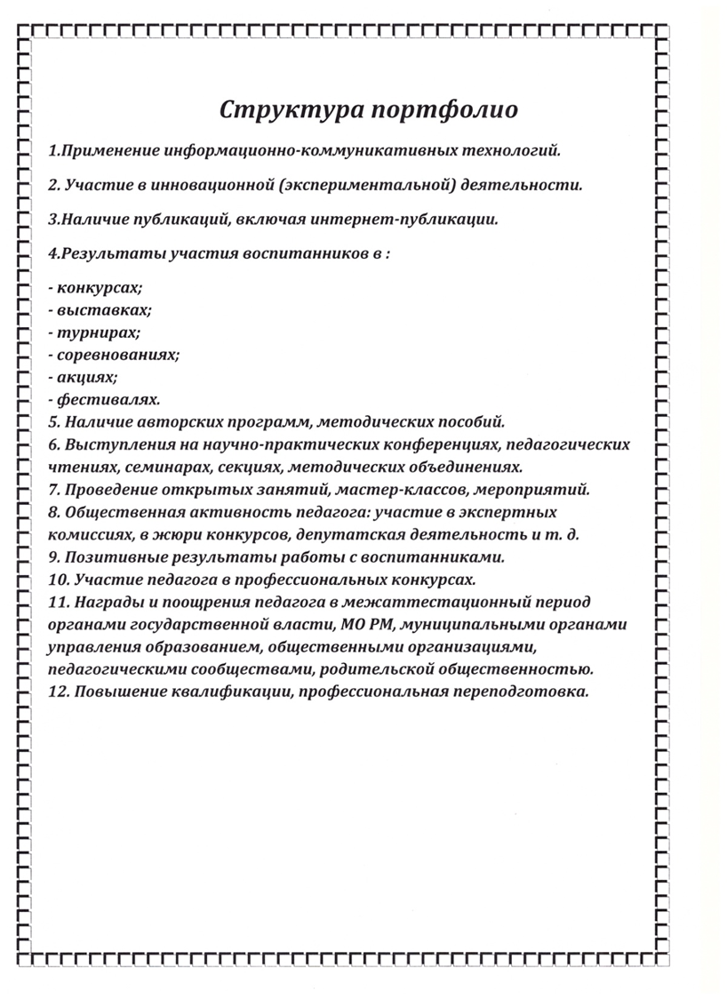 Структура портфолио
1.Применение информационно-коммуникативных технологий.
2. Участие в инновационной (экспериментальной) деятельности.
3.Наличие публикаций, включая интернет-публикации.
4.Результаты участия воспитанников в :
- конкурсах;
- выставках;
- турнирах;
- соревнованиях;
- акциях;
- фестивалях.
5. Наличие авторских программ, методических пособий.
6. Выступления на научно-практических конференциях, педагогических
чтениях, семинарах, секциях, методических объединениях.
7. Проведение открытых занятий, мастер-классов, мероприятий.
8. Общественная активность педагога: участие в экспертных
комиссиях, в жюри конкурсов, депутатская деятельность и т. д.
9. Позитивные результаты работы с воспитанниками.
10. Участие педагога в профессиональных конкурсах.
11. Награды и поощрения педагога в межаттестационный период
органами государственной власти, МО РМ, муниципальными органами
управления образованием, общественными организациями,
педагогическими сообществами, родительской общественностью.
12. Повышение квалификации, профессиональная переподготовка.